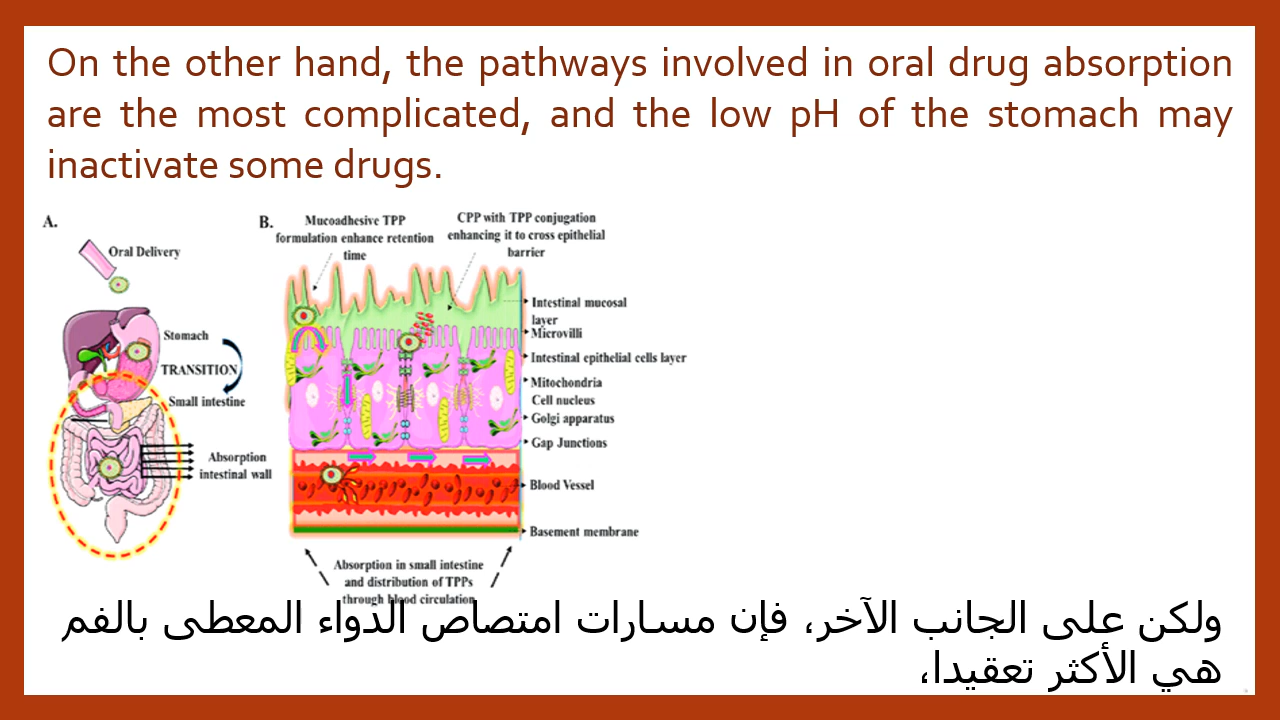 On the other hand, the pathways involved in oral drug absorption
are the most complicated, and the low pH of the stomach may
inactivate some drugs.
A.
Oral Delivery
Stomach
TRANSITION
Small intestine
Absorption
intestinal wall
B.
Mucoadhesive TPP
formulation enhance retention
time
CPP with TPP conjugation
enhancing it to cross epithelial
barrier
Intestinal mucosal
layer
Microvilli
Intestinal epithelial cells layer
Mitochondria
Cell nucleus
Golgi apparatus
Gap Junctions
Blood Vessel
Basement membrane
Absorption in small intestine
and distribution of TPPs
through blood circulation
ولكن على الجانب الآخر، فإن مسارات امتصاص الدواء المعطى بالفم
هي الأكثر تعقيدا،